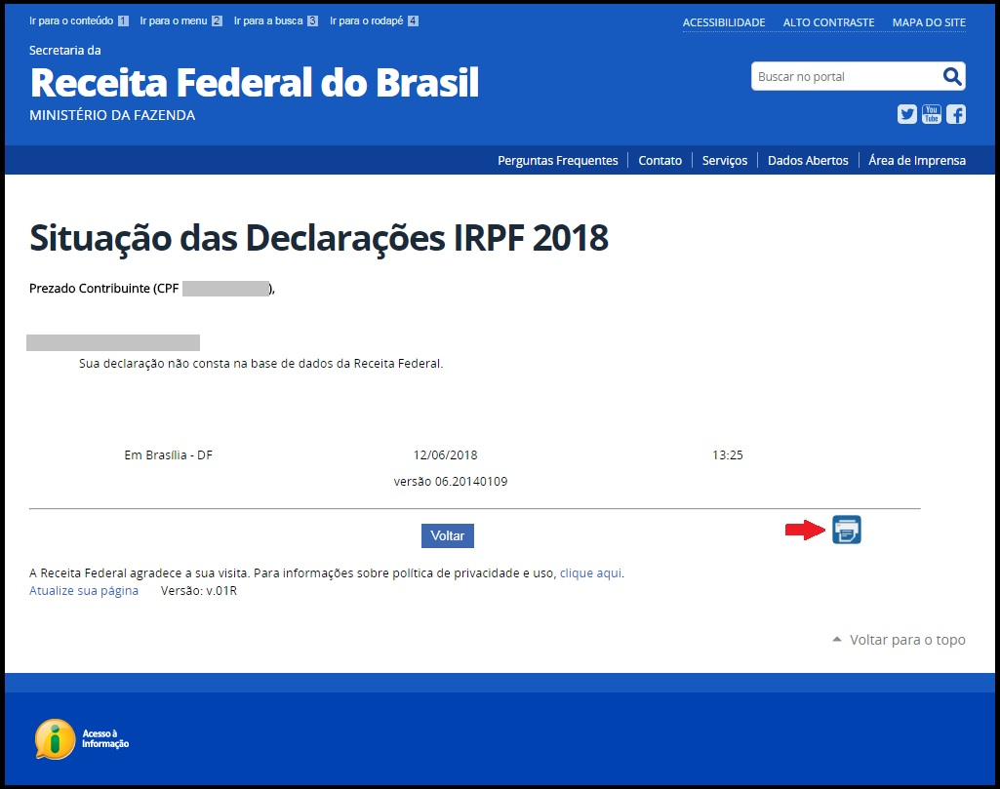 Ir para o conteúdo 1 Ir para o menu 2 Ir para a busca 3 Ir para o rodapé 4
ACESSIBILIDADE ALTO CONTRASTE MAPA DO SITE
Secretaria da
Receita Federal do Brasil
MINISTÉRIO DA FAZENDA
Buscar no portal
You
Tube
Perguntas Frequentes Contato Serviços Dados Abertos Área de Imprensa
Situação das Declarações IRPF 2018
Prezado Contribuinte (CPF ),
Sua declaração não consta na base de dados da Receita Federal.
Em Brasília - DF 12/06/2018 13:25
versão 06.20140109
Voltar
A Receita Federal agradece a sua visita. Para informações sobre política de privacidade e uso, clique aqui.
Atualize sua página Versão: v.01R
Voltar para o topo
Acesso à
Informação